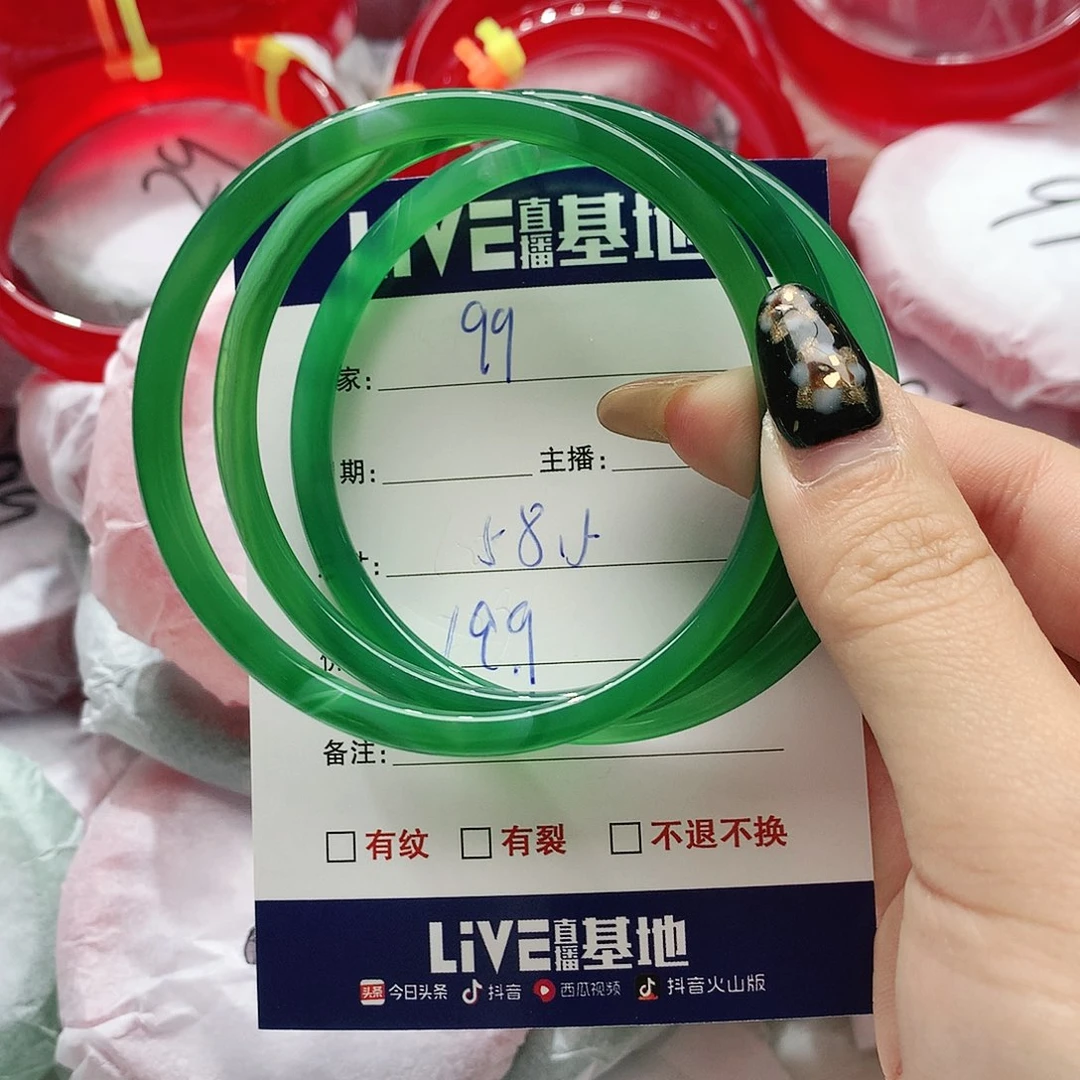 LiVE直播基地
99
家:
期: 主播:
58
199
备注:
有纹 有裂 不退不换
LiVE直播基地
头条 今日头条 抖音 西瓜视频 抖音火山版